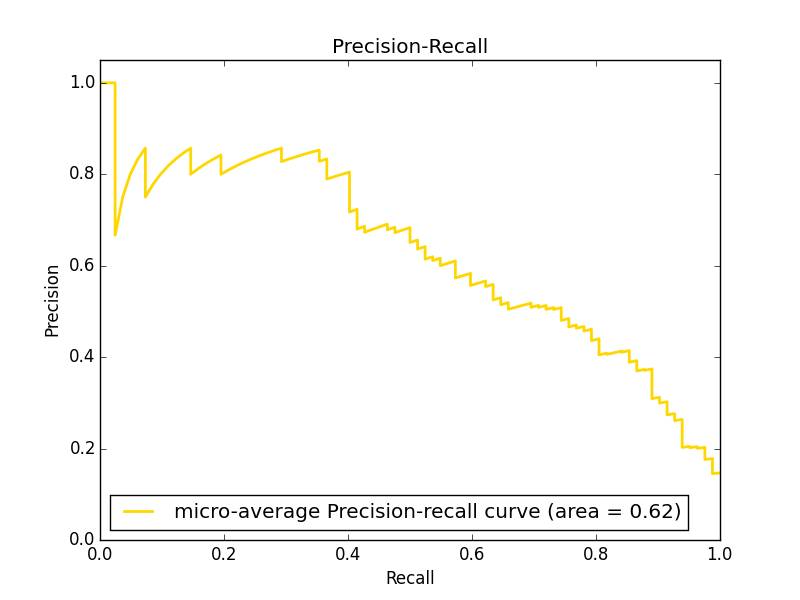 Precision-Recall
1.0
0.8
0.6
0.4
0.2
0.0
Precision
micro-average Precision-recall curve (area = 0.62)
0.0 0.2 0.4 0.6 0.8 1.0
Recall